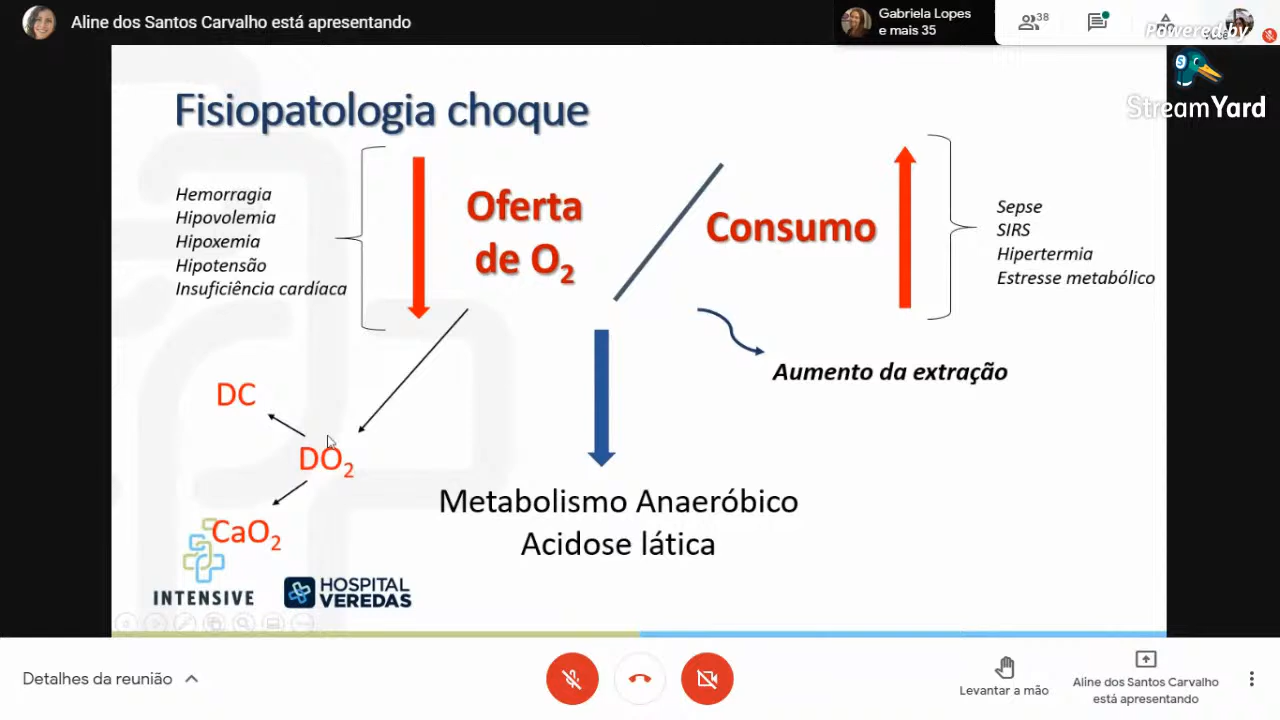 Aline dos Santos Carvalho está apresentando
Gabriela Lopes
e mais 35
38
Powered by
StreamYard
Fisiopatologia choque
Hemorragia
Hipovolemia
Hipoxemia
Hipotensão
Insuficiência cardíaca
Oferta
de O₂
Consumo
Sepse
SIRS
Hipertermia
Estresse metabólico
Aumento da extração
DC
DO₂
CaO₂
Metabolismo Anaeróbico
Acidose lática
INTENSIVE
HOSPITAL
VEREDAS
Detalhes da reunião
Levantar a mão
Aline dos Santos Carvalho
está apresentando